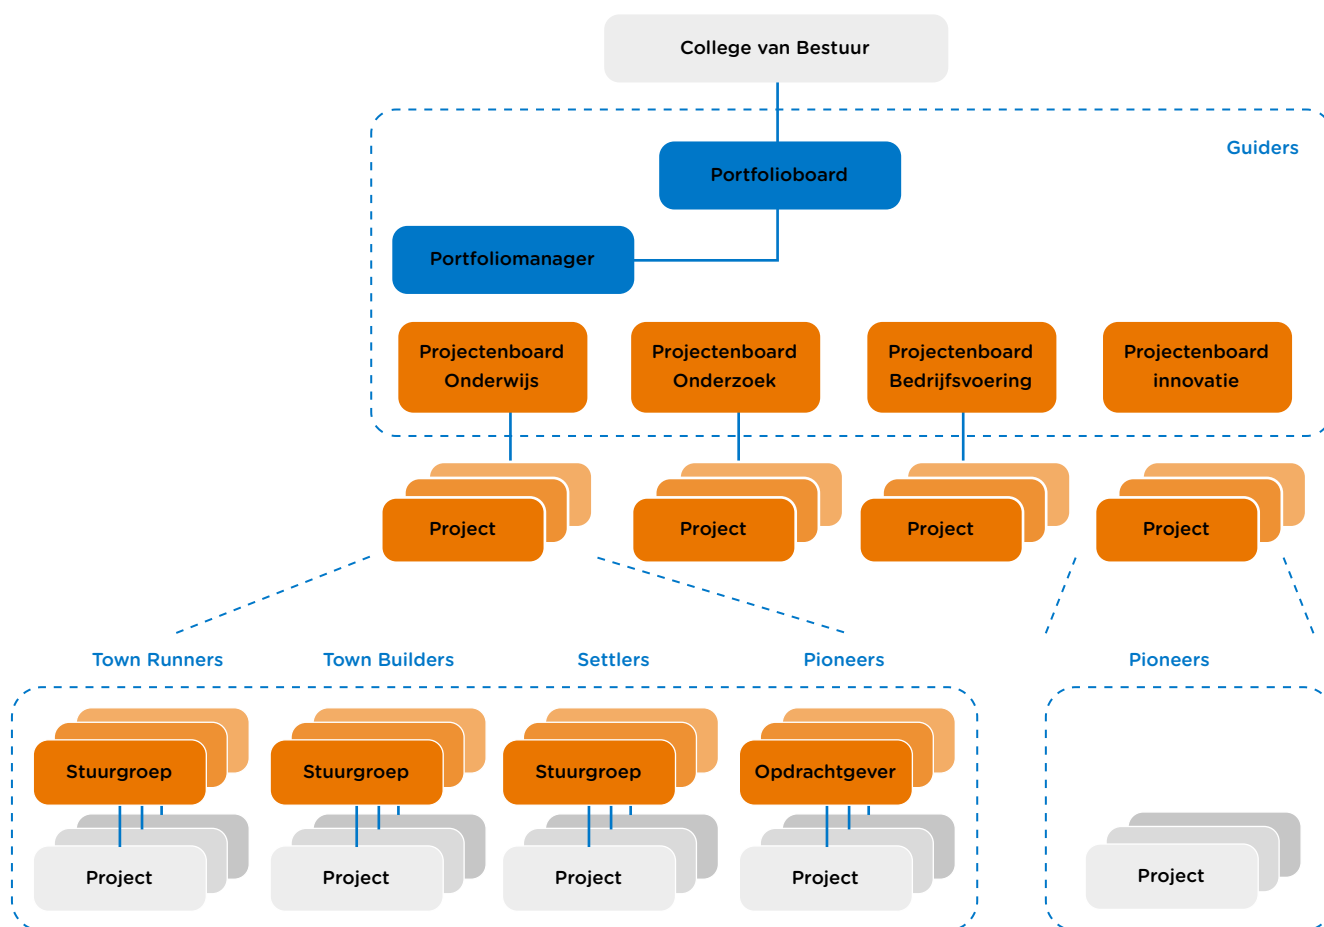 College van Bestuur
Guiders
Portfolioboard
Portfoliomanager
Projectenboard
Onderwijs
Projectenboard
Onderzoek
Projectenboard
Bedrijfsvoering
Projectenboard
innovatie
Project
Project
Project
Project
Town Runners
Town Builders
Settlers
Pioneers
Pioneers
Stuurgroep
Stuurgroep
Stuurgroep
Opdrachtgever
Project
Project
Project
Project
Project